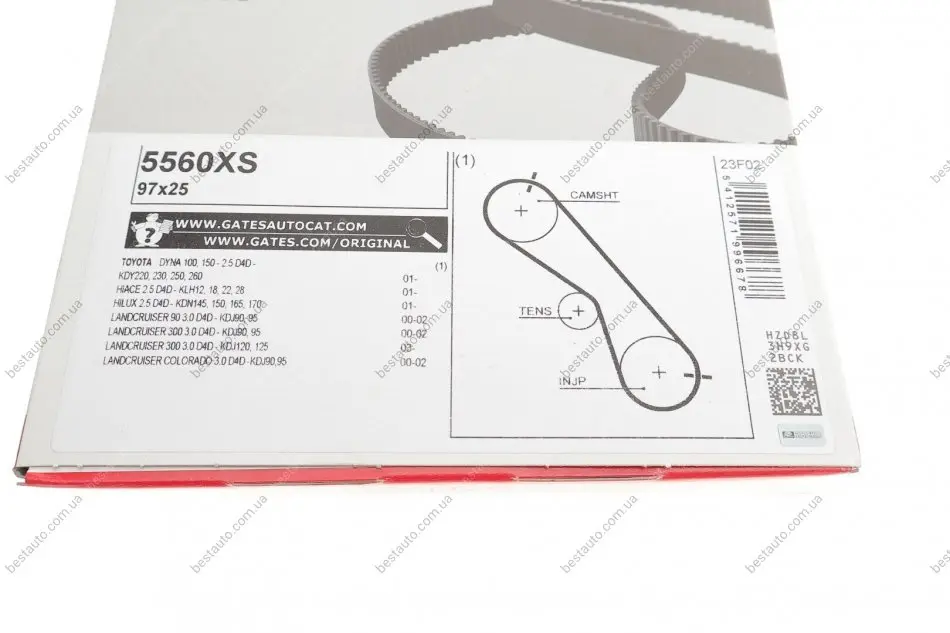 5560XS
97x25
WWW.GATESAUTOCAT.COM
WWW.GATES.COM/ORIGINAL
(1)
TOYOTA DYNA 100, 150 - 2.5 D4D -
KDY220, 230, 250, 260 01-
HIACE 2.5 D4D - KLH12, 18, 22, 28 01-
HILUX 2.5 D4D - KDN145, 150, 165, 170 01-
LANDCRUISER 90 3.0 D4D - KDJ90, 95 00-02
LANDCRUISER 300 3.0 D4D - KDJ90, 95 00-02
LANDCRUISER 300 3.0 D4D - KDJ120, 125 03-
LANDCRUISER COLORADO 3.0 D4D - KDJ90,95 00-02
(1)
CAMSHT
TENS
INJP
23F02
5 412571 996678
HZDBL
3H9XG
2BCK
bestauto.com.ua